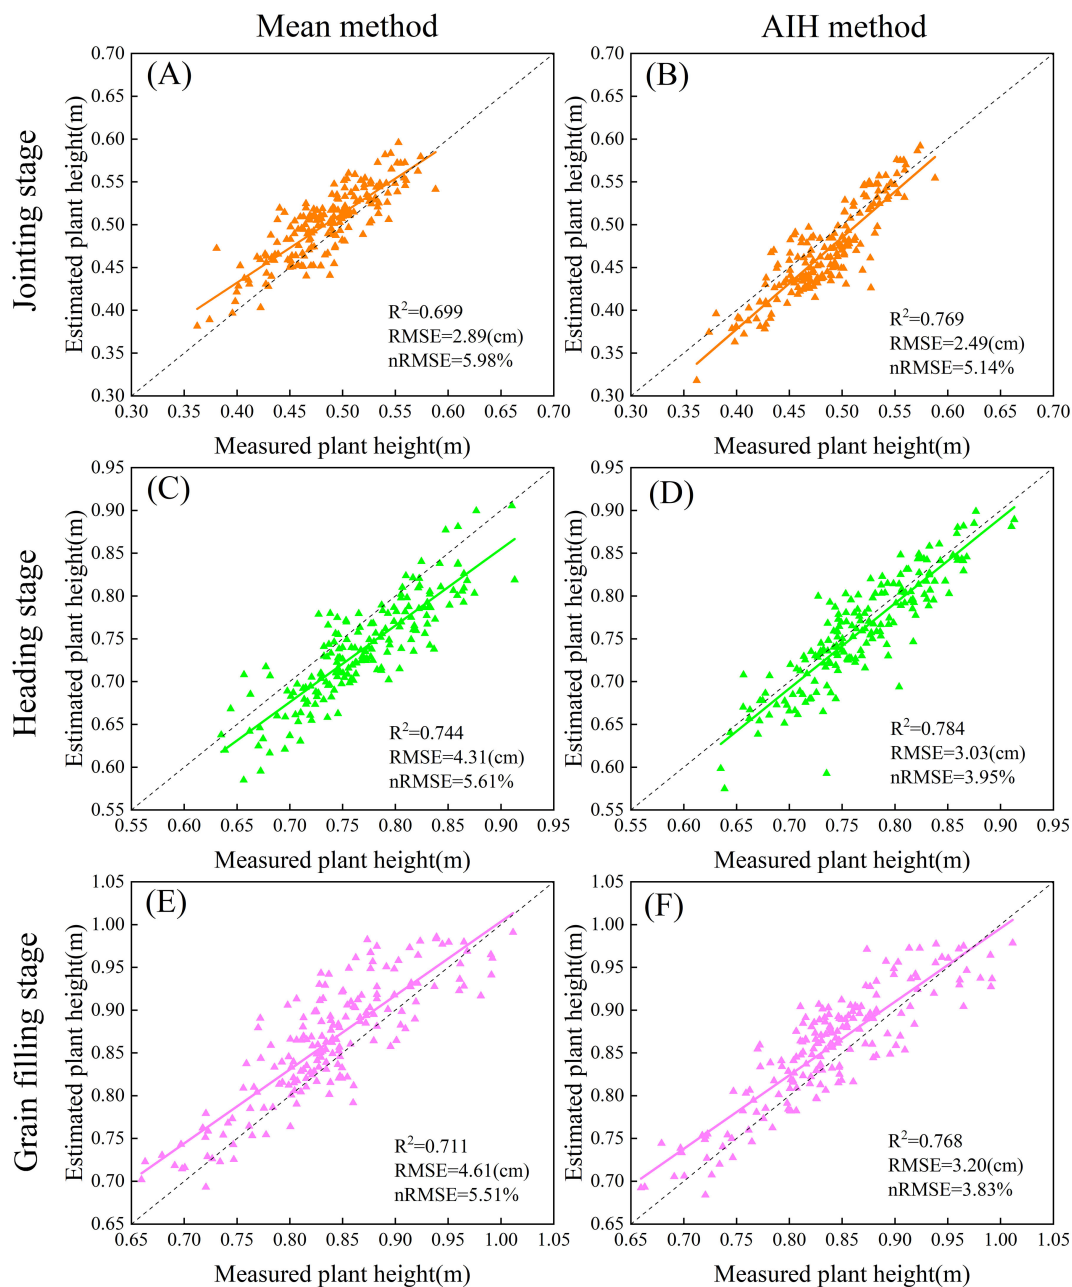 Mean method
AIH method
Jointing stage
(A)
Estimated plant height(m)
0.70
0.65
0.60
0.55
0.50
0.45
0.40
0.35
0.30
R²=0.699
RMSE=2.89(cm)
nRMSE=5.98%
0.30 0.40 0.45 0.50 0.55 0.60 0.70
Measured plant height(m)
(B)
Estimated plant height(m)
0.70
0.65
0.60
0.55
0.50
0.45
0.40
0.35
0.30
R²=0.769
RMSE=2.49(cm)
nRMSE=5.14%
0.30 0.40 0.45 0.50 0.55 0.60 0.70
Measured plant height(m)
Heading stage
(C)
Estimated plant height(m)
0.95
0.90
0.85
0.80
0.75
0.70
0.65
0.60
0.55
R²=0.744
RMSE=4.31(cm)
nRMSE=5.61%
0.55 0.60 0.65 0.70 0.75 0.80 0.85 0.90 0.95
Measured plant height(m)
(D)
Estimated plant height(m)
0.95
0.90
0.85
0.80
0.75
0.70
0.65
0.60
0.55
R²=0.784
RMSE=3.03(cm)
nRMSE=3.95%
0.55 0.60 0.65 0.70 0.75 0.80 0.85 0.90 0.95
Measured plant height(m)
Grain filling stage
(E)
Estimated plant height(m)
1.05
1.00
0.95
0.90
0.85
0.80
0.75
0.70
0.65
R²=0.711
RMSE=4.61(cm)
nRMSE=5.51%
0.65 0.70 0.75 0.80 0.85 0.90 0.95 1.00 1.05
Measured plant height(m)
(F)
Estimated plant height(m)
1.05
1.00
0.95
0.90
0.85
0.80
0.75
0.70
0.65
R²=0.768
RMSE=3.20(cm)
nRMSE=3.83%
0.65 0.70 0.75 0.80 0.85 0.90 0.95 1.00 1.05
Measured plant height(m)